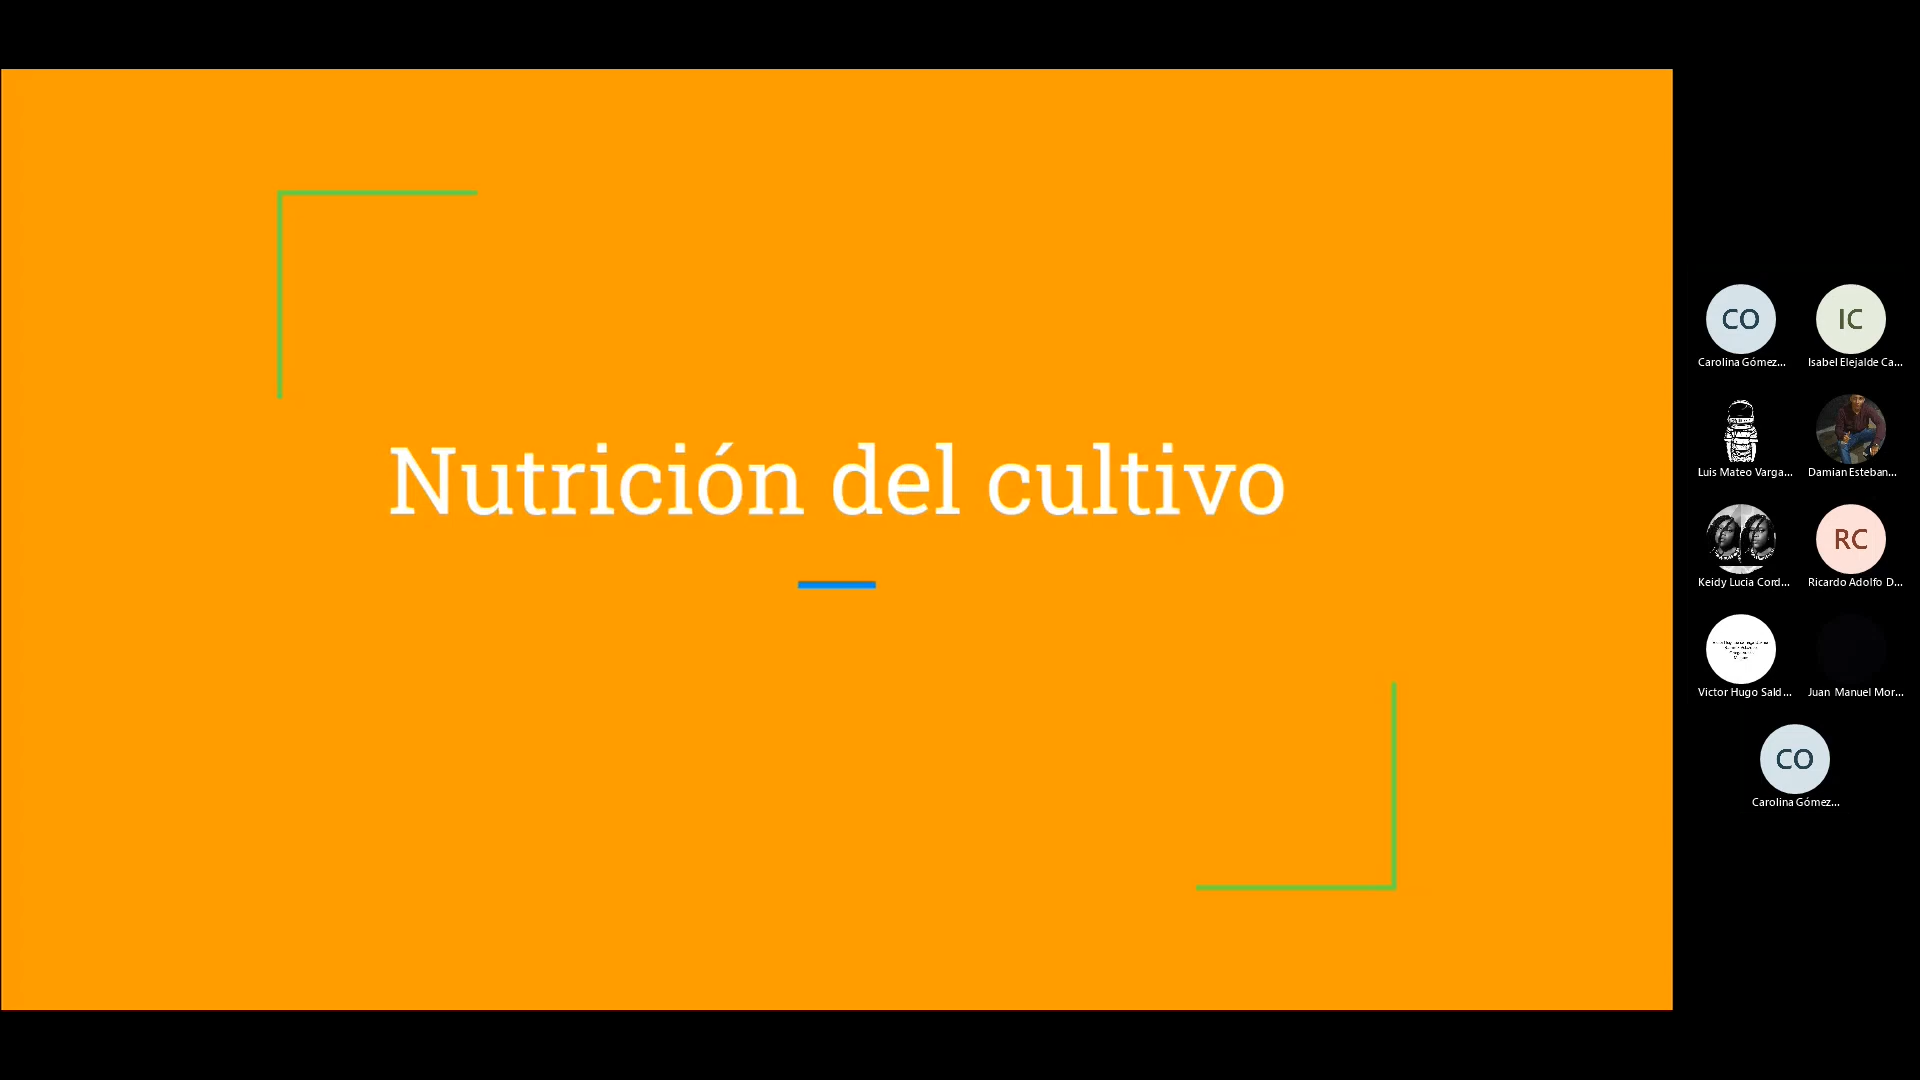 Nutrición del cultivo
CO
IC
Carolina Gómez...
Isabel Elejalde Ca...
Luis Mateo Varga...
Damian Esteban...
RC
Keidy Lucia Cord...
Ricardo Adolfo D...
Victor Hugo Sald...
Juan Manuel Mor...
CO
Carolina Gómez...